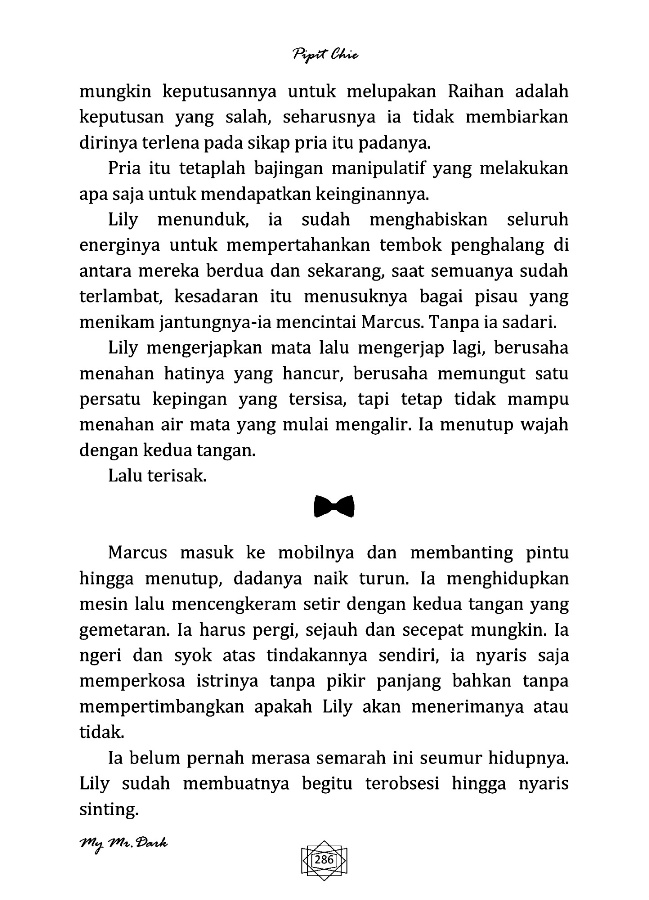 Pipit Chie
mungkin keputusannya untuk melupakan Raihan adalah
keputusan yang salah, seharusnya ia tidak membiarkan
dirinya terlena pada sikap pria itu padanya.
Pria itu tetaplah bajingan manipulatif yang melakukan
apa saja untuk mendapatkan keinginannya.
Lily menunduk, ia sudah menghabiskan seluruh
energinya untuk mempertahankan tembok penghalang di
antara mereka berdua dan sekarang, saat semuanya sudah
terlambat, kesadaran itu menusuknya bagai pisau yang
menikam jantungnya-ia mencintai Marcus. Tanpa ia sadari.
Lily mengerjapkan mata lalu mengerjap lagi, berusaha
menahan hatinya yang hancur, berusaha memungut satu
persatu kepingan yang tersisa, tapi tetap tidak mampu
menahan air mata yang mulai mengalir. Ia menutup wajah
dengan kedua tangan.
Lalu terisak.
Marcus masuk ke mobilnya dan membanting pintu
hingga menutup, dadanya naik turun. Ia menghidupkan
mesin lalu mencengkeram setir dengan kedua tangan yang
gemetaran. Ia harus pergi, sejauh dan secepat mungkin. Ia
ngeri dan syok atas tindakannya sendiri, ia nyaris saja
memperkosa istrinya tanpa pikir panjang bahkan tanpa
mempertimbangkan apakah Lily akan menerimanya atau
tidak.
Ia belum pernah merasa semarah ini seumur hidupnya.
Lily sudah membuatnya begitu terobsesi hingga nyaris
sinting.
My Mr. Dark
286